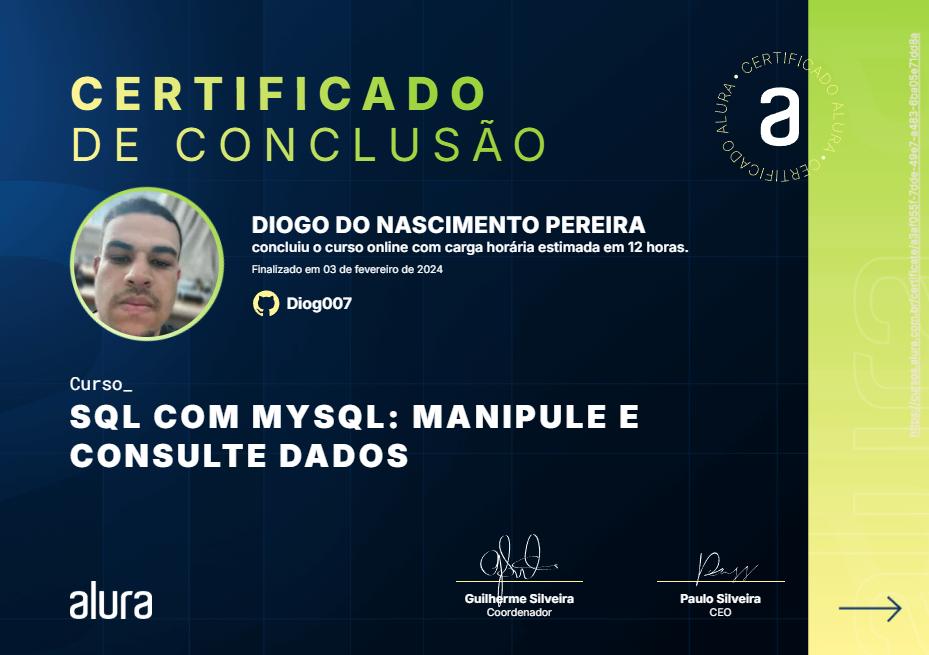 CERTIFICADO
DE CONCLUSÃO
CERTIFICADO ALURA • CERTIFICADO ALURA •
a
DIOGO DO NASCIMENTO PEREIRA
concluiu o curso online com carga horária estimada em 12 horas.
Finalizado em 03 de fevereiro de 2024
Diog007
Curso_
SQL COM MYSQL: MANIPULE E
CONSULTE DADOS
alura
Guilherme Silveira
Coordenador
Paulo Silveira
CEO